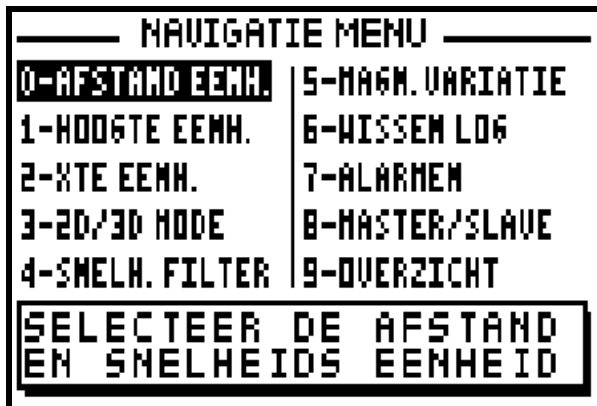 NAVIGATIE MENU
0-AFSTAND EENH.
1-HOOGTE EENH.
2-XTE EENH.
3-2D/3D MODE
4-SNELH. FILTER
5-MAGN. VARIATIE
6-WISSEN LOG
7-ALARMEN
8-MASTER/SLAVE
9-OVERZICHT
SELECTEER DE AFSTAND
EN SNELHEIDS EENHEID